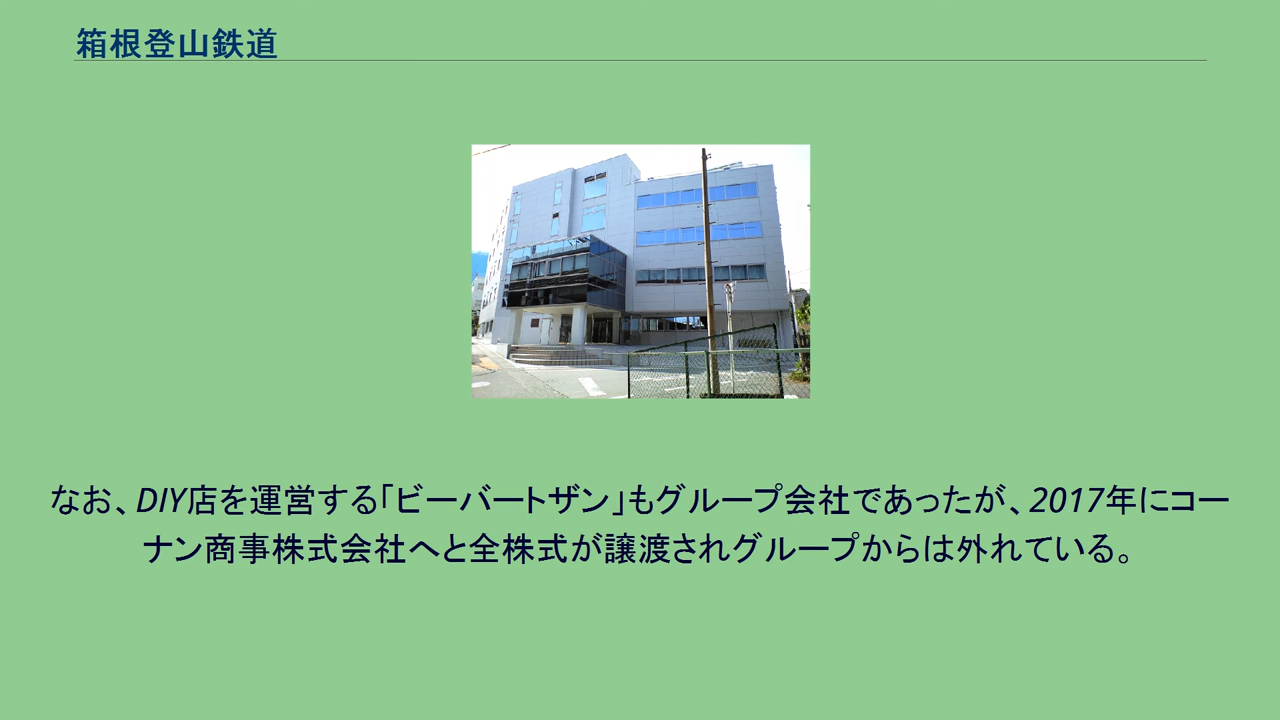 箱根登山鉄道
なお、DIY店を運営する「ビーバートザン」もグループ会社であったが、2017年にコー
ナン商事株式会社へと全株式が譲渡されグループからは外れている。